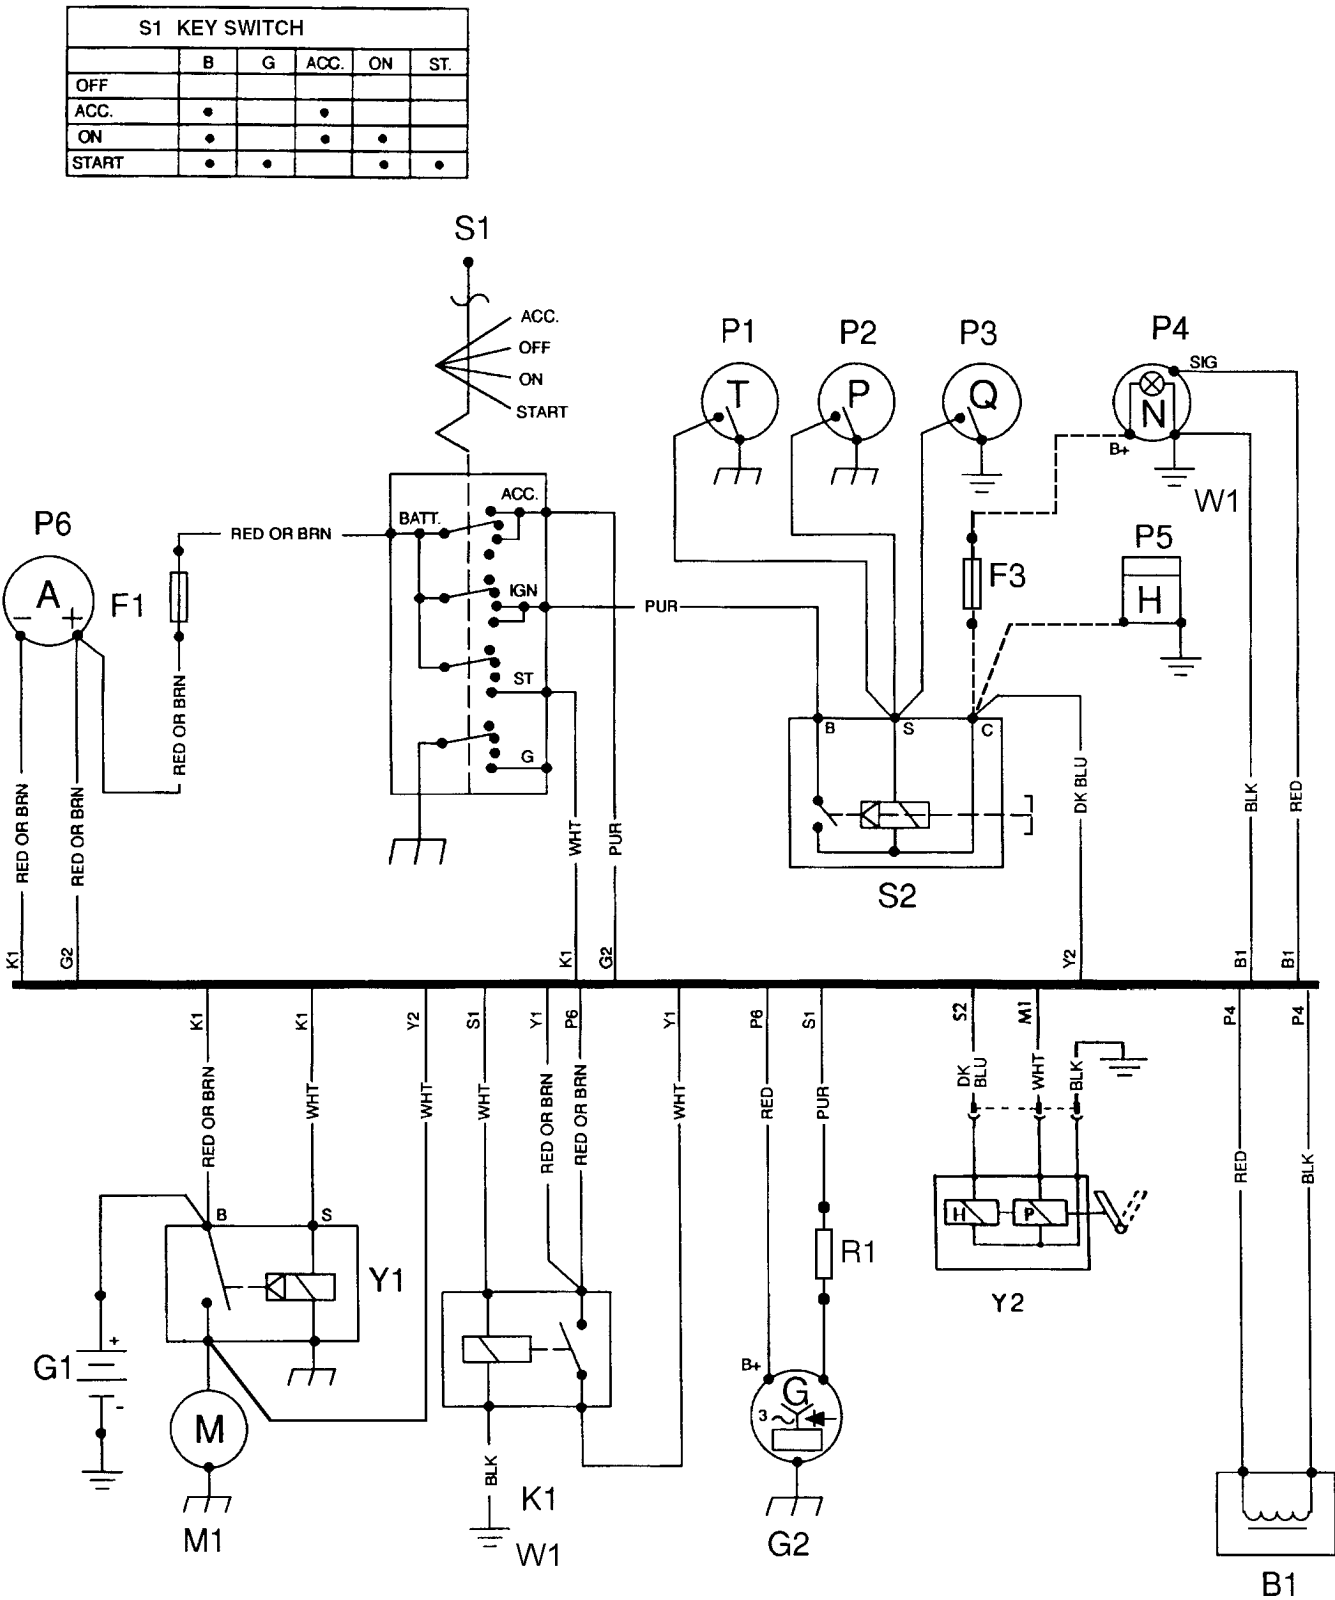 S1 KEY SWITCH
B G ACC. ON ST.
OFF
ACC.
ON
START
S1
ACC.
OFF
ON
START
P1
P2
P3
P4
T
P
Q
N
SIG
B+
W1
P5
H
F3
P6
A
− +
F1
RED OR BRN
RED OR BRN
RED OR BRN
RED OR BRN
BATT.
ACC.
IGN
ST
G
PUR
WHT
PUR
B
S
C
S2
DK BLU
BLK
RED
K1
G2
K1
G2
Y2
B1
B1
K1
K1
Y2
S1
Y1
P6
Y1
P6
S1
S2
M1
P4
P4
RED OR BRN
WHT
WHT
WHT
RED OR BRN
RED OR BRN
WHT
RED
PUR
DK BLU
WHT
BLK
RED
BLK
B
S
Y1
G1
+
-
M
M1
BLK
K1
W1
R1
B+
G
3
G2
H
P
Y2
B1